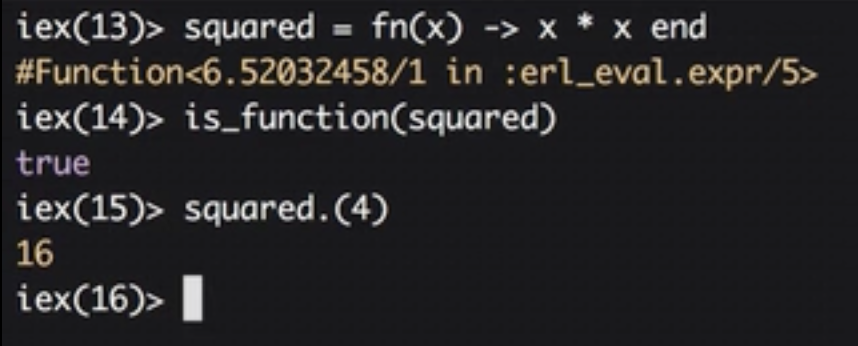 iex(13)> squared = fn(x) -> x * x end
#Function<6.52032458/1 in :erl_eval.expr/5>
iex(14)> is_function(squared)
true
iex(15)> squared.(4)
16
iex(16)>